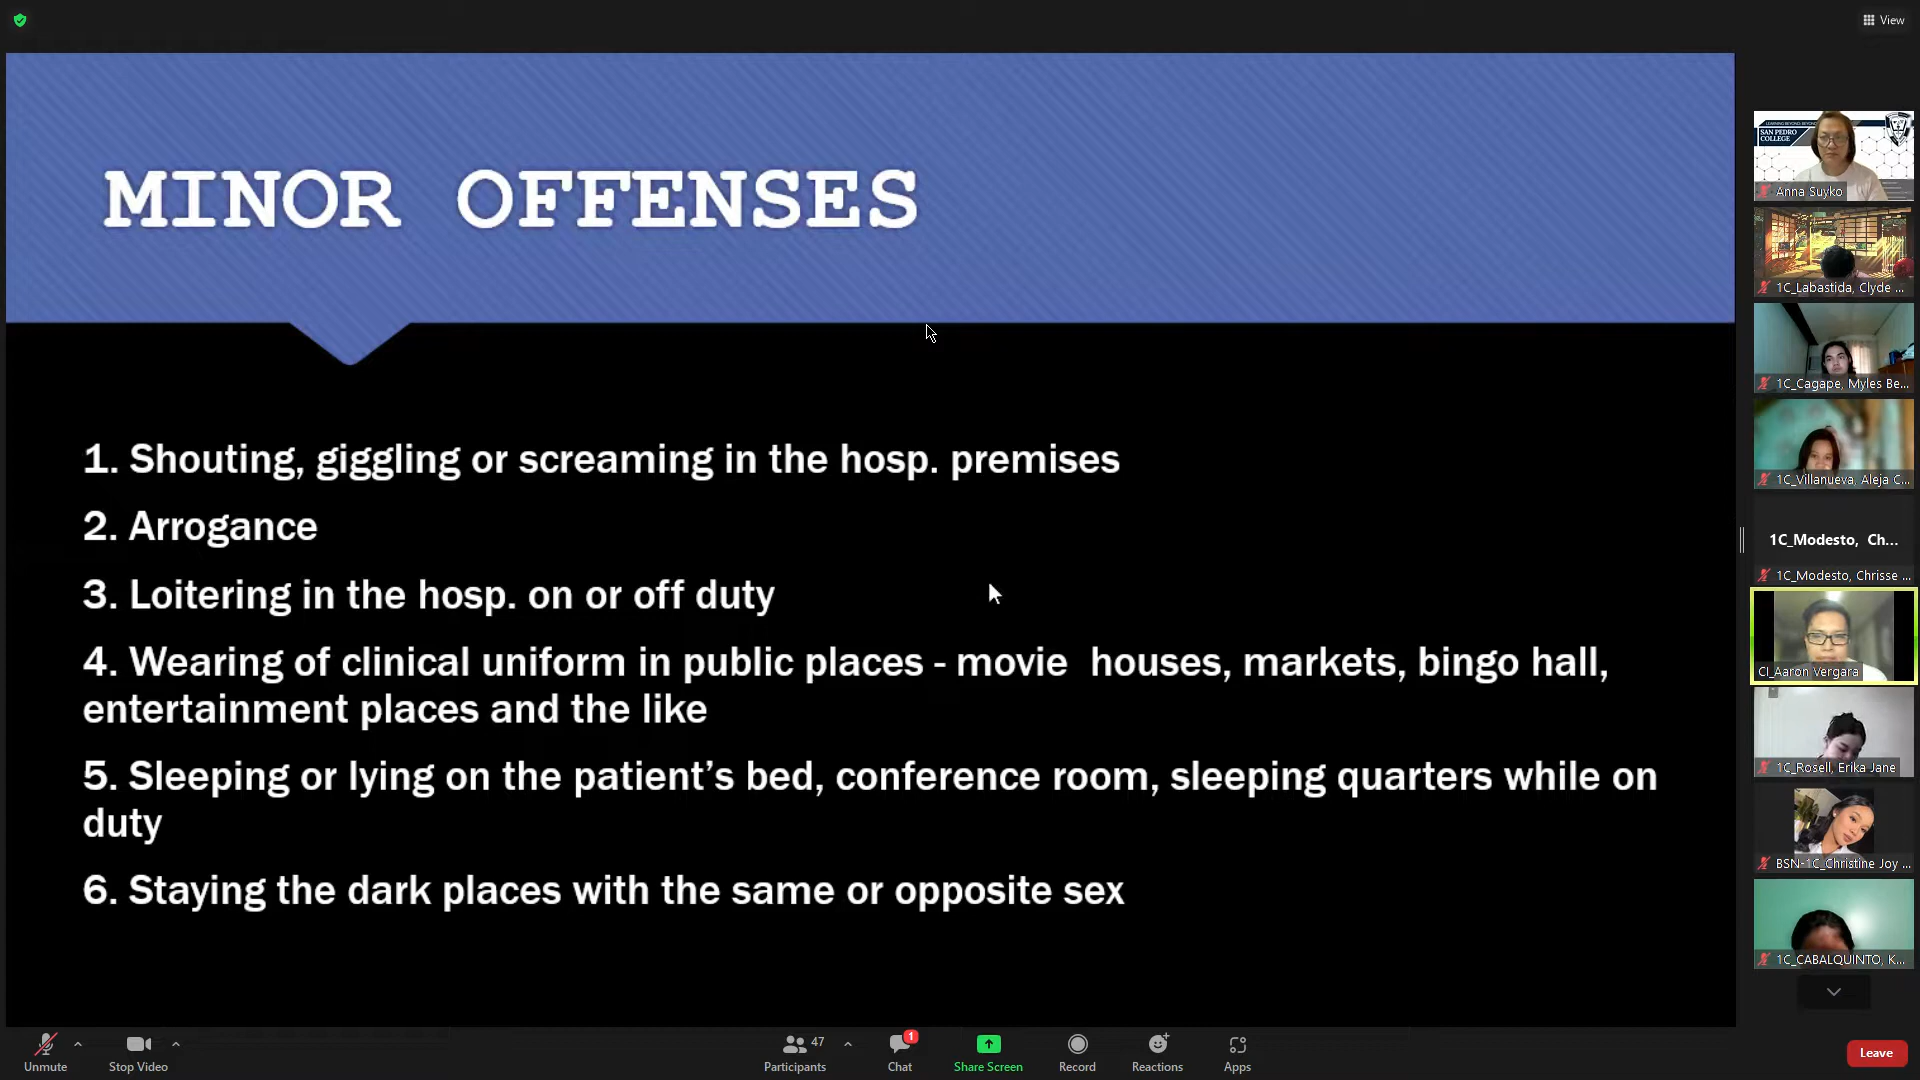 View
MINOR OFFENSES
1. Shouting, giggling or screaming in the hosp. premises
2. Arrogance
3. Loitering in the hosp. on or off duty
4. Wearing of clinical uniform in public places - movie  houses, markets, bingo hall,
entertainment places and the like
5. Sleeping or lying on the patient’s bed, conference room, sleeping quarters while on
duty
6. Staying the dark places with the same or opposite sex
SAN PEDRO
COLLEGE
Anna Suyko
1C_Labastida, Clyde ...
1C_Cagape, Myles Be...
1C_Villanueva, Aleja C...
1C_Modesto, Ch...
1C_Modesto, Chrisse ...
CI_Aaron Vergara
1C_Rosell, Erika Jane
BSN-1C_Christine Joy ...
1C_CABALQUINTO, K...
Unmute
Stop Video
47
Participants
1
Chat
Share Screen
Record
Reactions
Apps
Leave